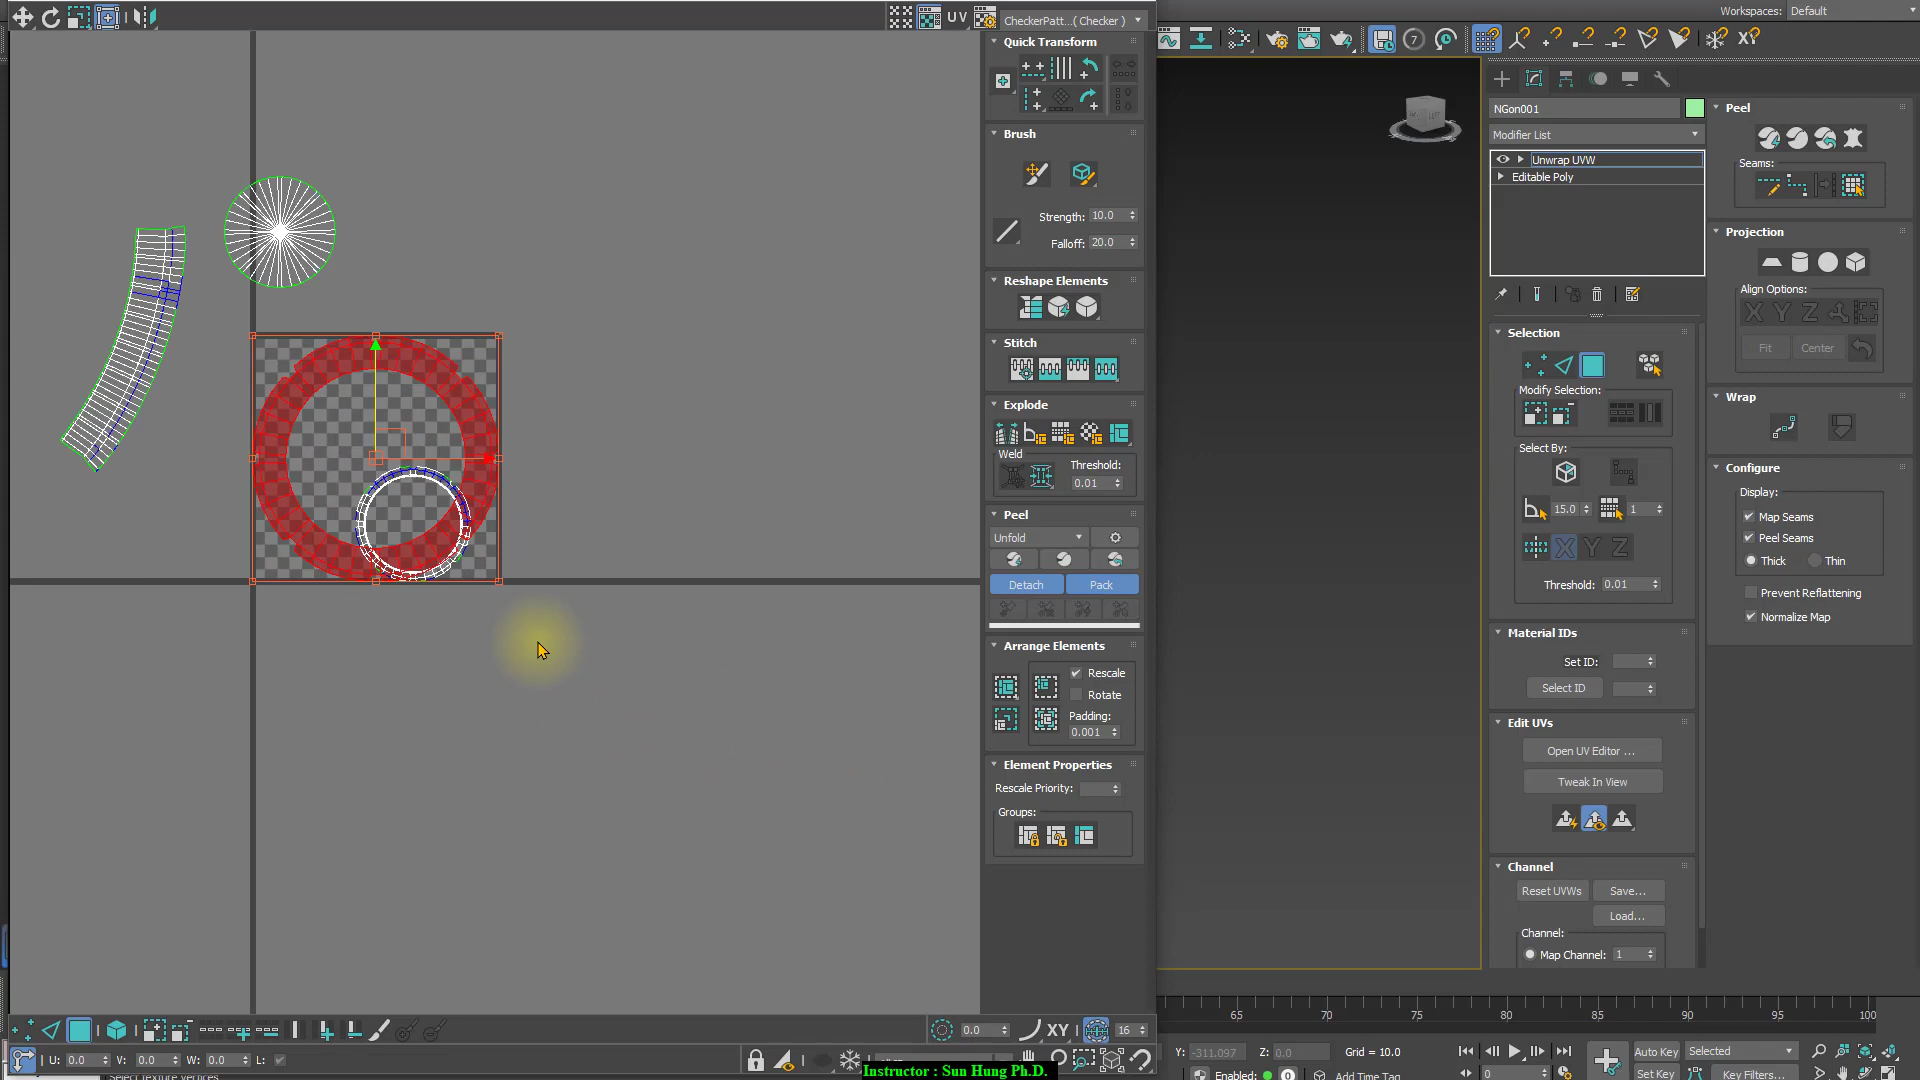 Workspaces: Default
UV
CheckerPatt...( Checker )
Quick Transform
Brush
Strength: 10.0
Falloff: 20.0
Reshape Elements
Stitch
Explode
Weld
Threshold:
0.01
Peel
Unfold
Detach
Pack
Arrange Elements
Rescale
Rotate
Padding:
0.001
Element Properties
Rescale Priority:
Groups:
7
XY
NGon001
Modifier List
Unwrap UVW
Editable Poly
Selection
Modify Selection:
Select By:
15.0
1
X Y Z
Threshold: 0.01
Material IDs
Set ID:
Select ID
Edit UVs
Open UV Editor ...
Tweak In View
Channel
Reset UVWs
Save...
Load...
Channel:
Map Channel: 1
Peel
Seams:
Projection
Align Options:
X Y Z
Fit
Center
Wrap
Configure
Display:
Map Seams
Peel Seams
Thick
Thin
Prevent Reflattening
Normalize Map
65 70 75 80 85 90 95 100
0.0
XY
16
U: 0.0 V: 0.0 W: 0.0 L:
Instructor : Sun Hung Ph.D.
Y: -311.097 Z: 0.0 Grid = 10.0
Enabled: 0 Add Time Tag
Auto Key
Selected
Set Key
Key Filters...
0